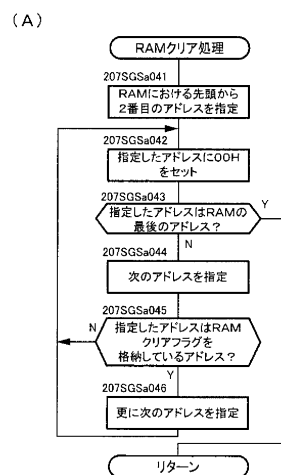 (A)
RAMクリア処理
207SGSa041
RAMにおける先頭から
2番目のアドレスを指定
207SGSa042
指定したアドレスに00H
をセット
207SGSa043
指定したアドレスはRAMの
最後のアドレス?
Y
N
207SGSa044
次のアドレスを指定
207SGSa045
指定したアドレスはRAM
クリアフラグを
格納しているアドレス?
N
Y
207SGSa046
更に次のアドレスを指定
リターン